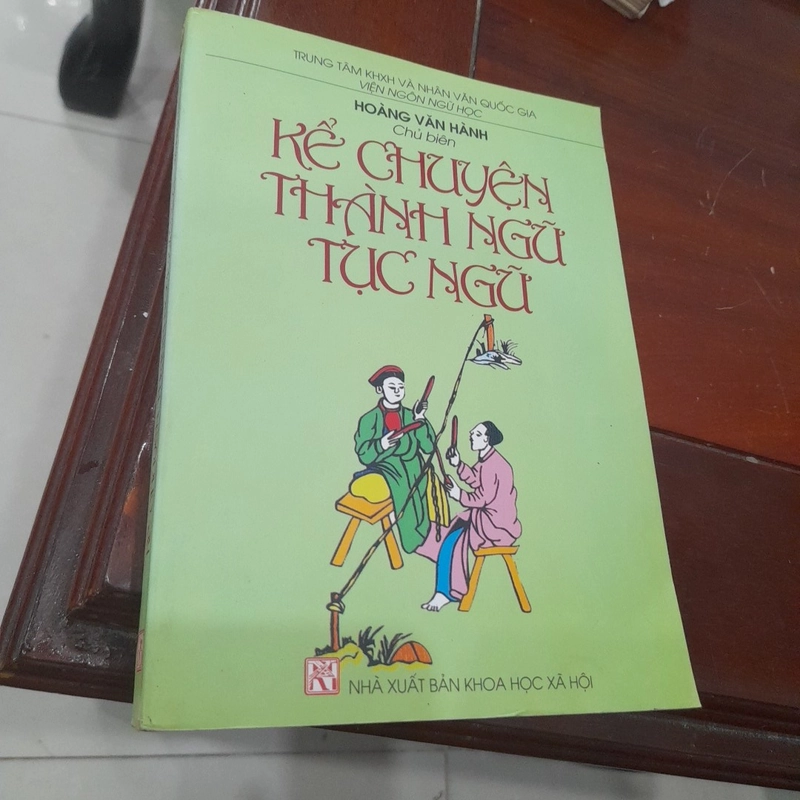 TRUNG TÂM KHXH VÀ NHÂN VĂN QUỐC GIA
VIỆN NGÔN NGỮ HỌC
HOÀNG VĂN HÀNH
Chủ biên
KỂ CHUYỆN
THÀNH NGỮ
TỤC NGỮ
NHÀ XUẤT BẢN KHOA HỌC XÃ HỘI